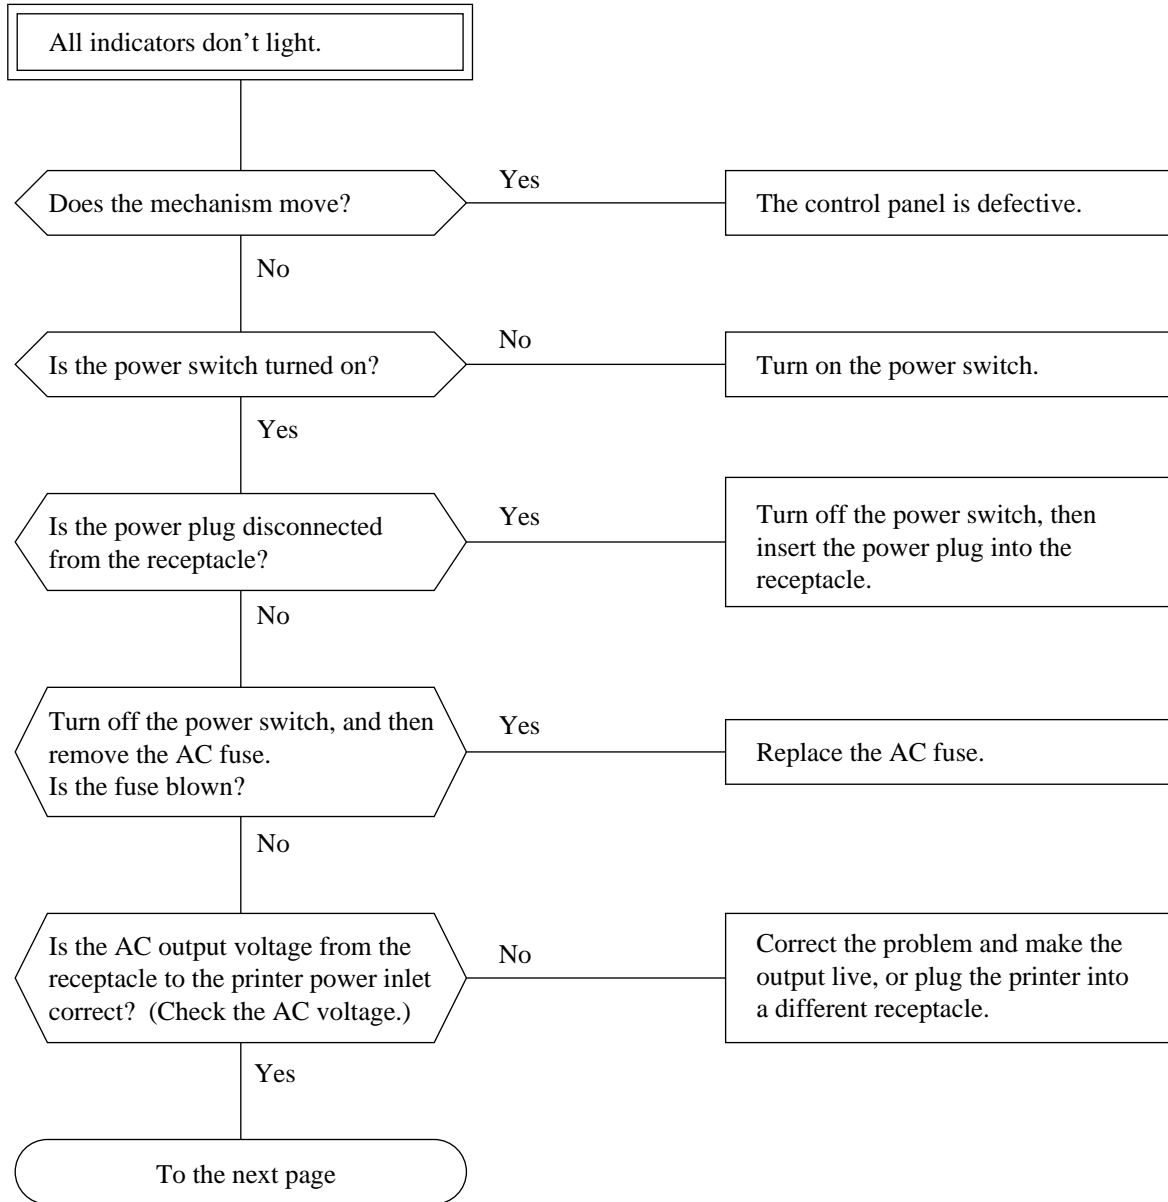 All indicators don’t light.
Does the mechanism move?
Yes
The control panel is defective.
No
Is the power switch turned on?
No
Turn on the power switch.
Yes
Is the power plug disconnected
from the receptacle?
Yes
Turn off the power switch, then
insert the power plug into the
receptacle.
No
Turn off the power switch, and then
remove the AC fuse.
Is the fuse blown?
Yes
Replace the AC fuse.
No
Is the AC output voltage from the
receptacle to the printer power inlet
correct?  (Check the AC voltage.)
No
Correct the problem and make the
output live, or plug the printer into
a different receptacle.
Yes
To the next page